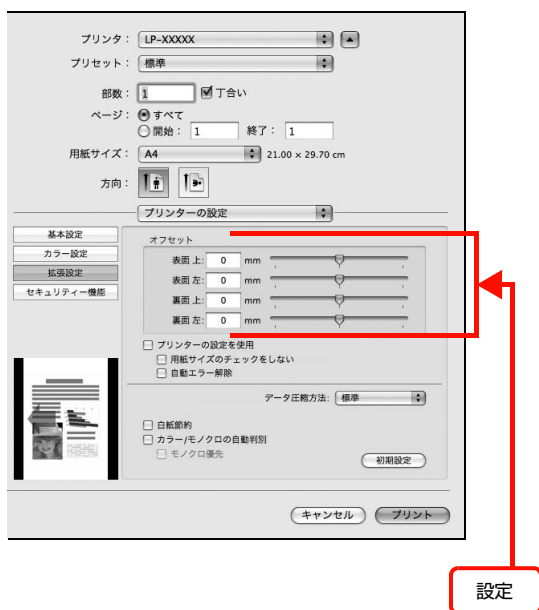 プリンタ： LP-XXXXX
プリセット： 標準
部数： 1 丁合い
ページ： すべて
開始： 1 終了： 1
用紙サイズ： A4 21.00 × 29.70 cm
方向：
プリンターの設定
基本設定
カラー設定
拡張設定
セキュリティー機能
オフセット
表面 上: 0 mm
表面 左: 0 mm
裏面 上: 0 mm
裏面 左: 0 mm
プリンターの設定を使用
用紙サイズのチェックをしない
自動エラー解除
データ圧縮方法: 標準
白紙節約
カラー/モノクロの自動判別
モノクロ優先
初期設定
キャンセル プリント
設定